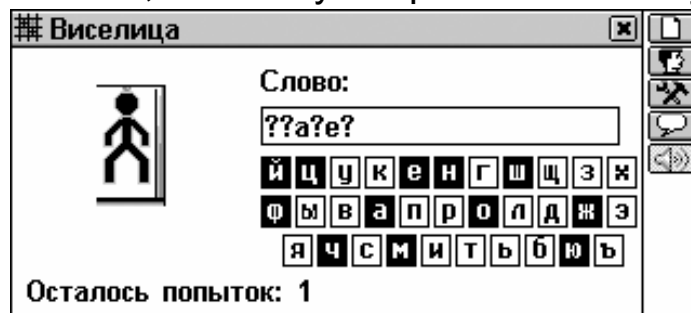 Виселица
Слово:
??а?е?
й ц у к е н г ш щ з х
ф ы в а п р о л д ж э
я ч с м и т ь б ю ъ
Осталось попыток: 1